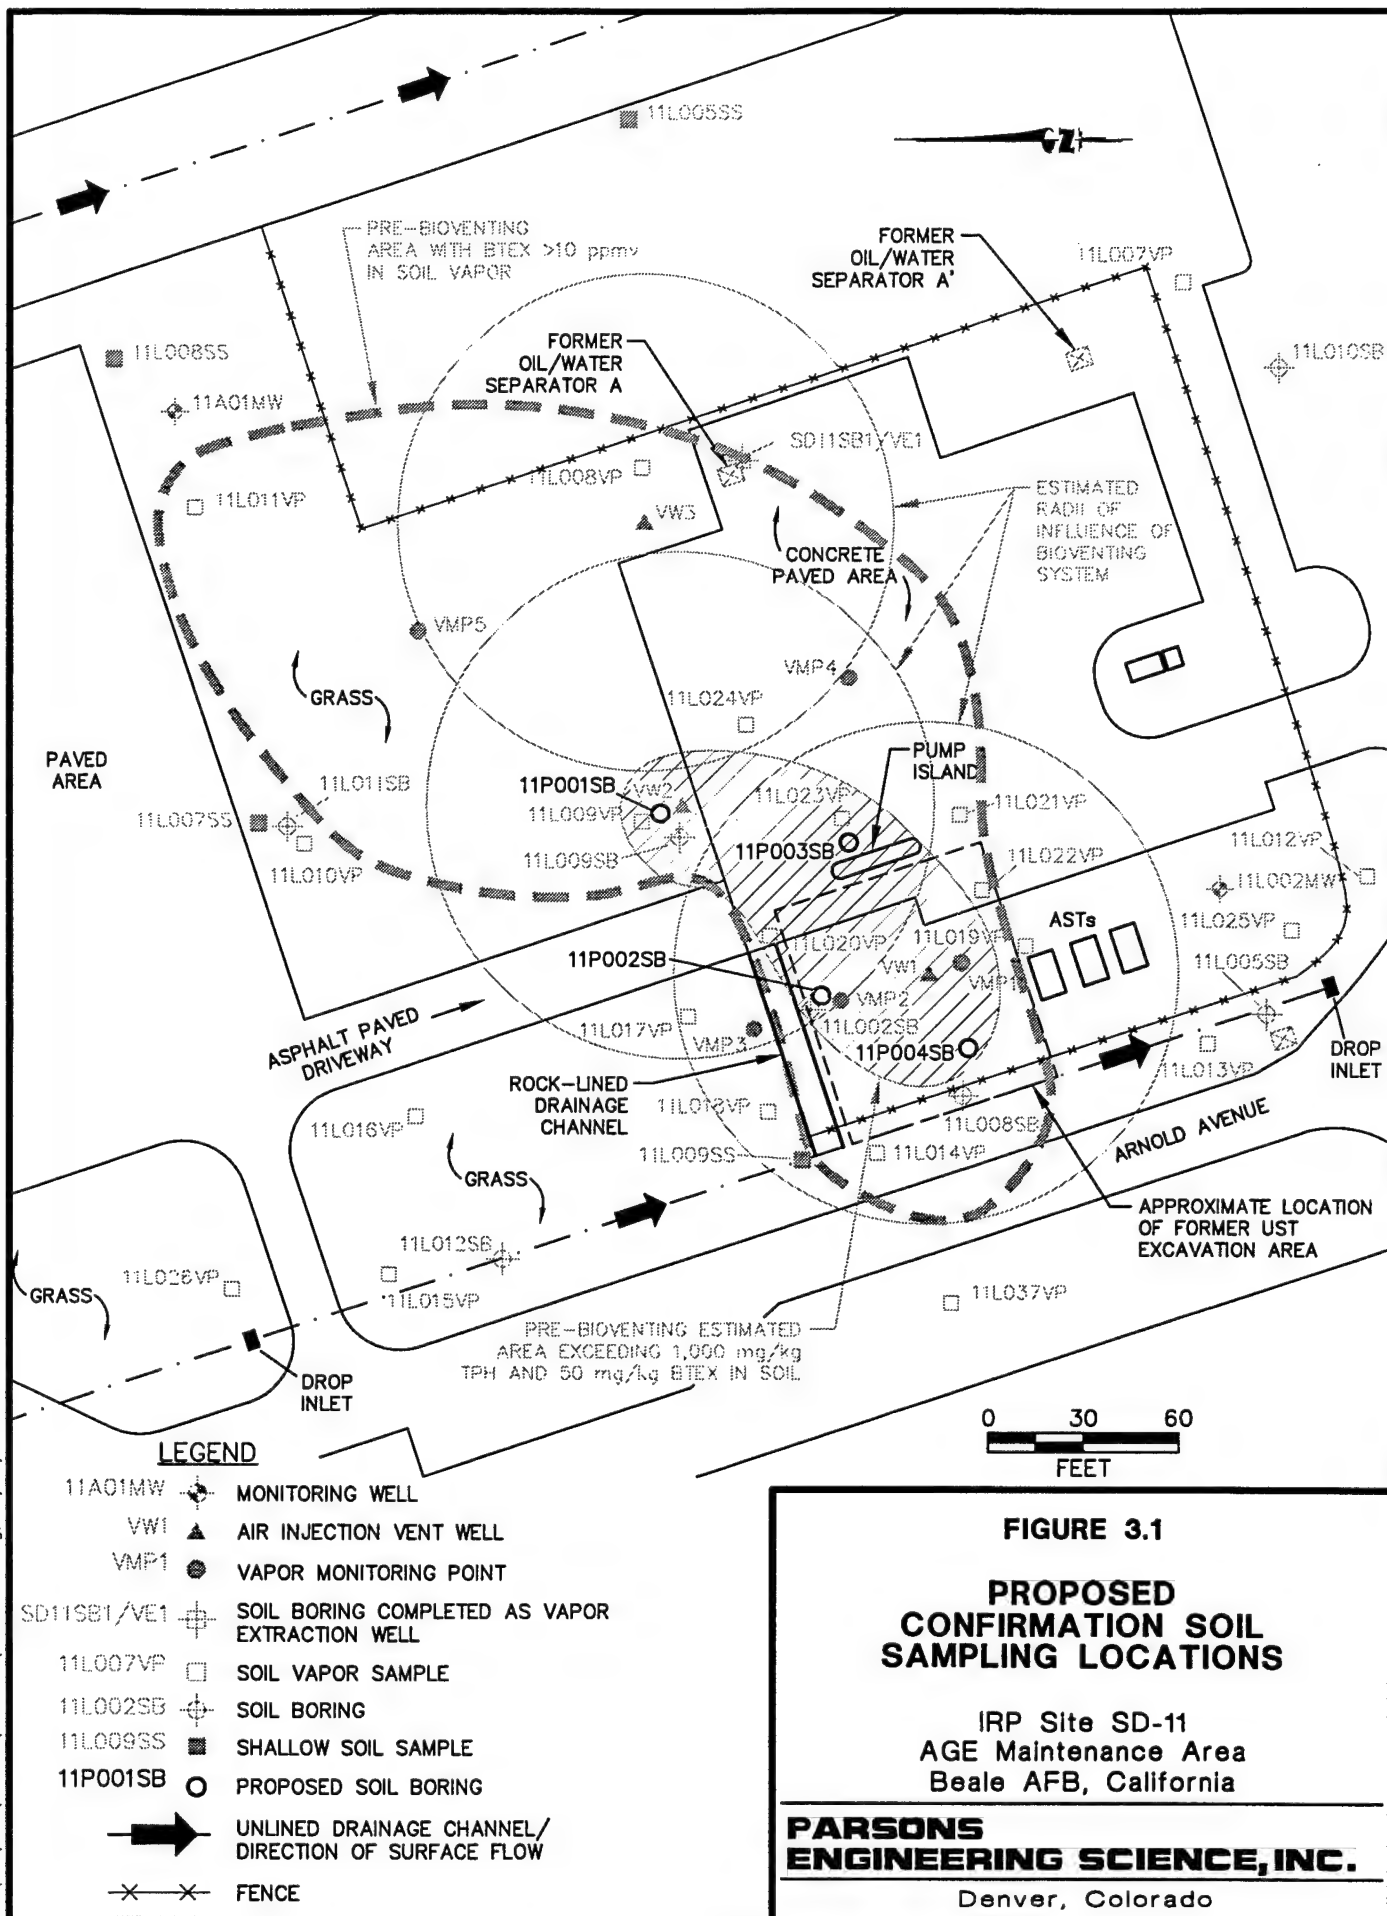 11L005SS
N
PRE-BIOVENTING
AREA WITH BTEX >10 ppmv
IN SOIL VAPOR
FORMER
OIL/WATER
SEPARATOR A'
11L007VP
11L008SS
FORMER
OIL/WATER
SEPARATOR A
11L010SB
11A01MW
SD11SB1/VE1
11L008VP
11L011VP
VW3
ESTIMATED
RADII OF
INFLUENCE OF
BIOVENTING
SYSTEM
CONCRETE
PAVED AREA
VMP5
VMP4
GRASS
11L024VP
PAVED
AREA
PUMP
ISLAND
11L011SB
11P001SB
VW2
11L023VP
11L021VP
11L007SS
11L009VP
11L012VP
11P003SB
11L022VP
11L009SB
11L010VP
11L002MW
ASTs
11L025VP
11L020VP
11L019VP
11P002SB
VW1
VMP1
11L005SB
VMP2
11L017VP
VMP3
11L002SB
ASPHALT PAVED
DRIVEWAY
11P004SB
DROP
INLET
11L013VP
ROCK-LINED
DRAINAGE
CHANNEL
11L018VP
11L016VP
11L008SB
ARNOLD AVENUE
11L009SS
11L014VP
GRASS
APPROXIMATE LOCATION
OF FORMER UST
EXCAVATION AREA
11L012SB
11L026VP
GRASS
11L015VP
11L037VP
PRE-BIOVENTING ESTIMATED
AREA EXCEEDING 1,000 mg/kg
TPH AND 50 mg/kg BTEX IN SOIL
DROP
INLET
0 30 60
FEET
LEGEND
11A01MW MONITORING WELL
VW1 AIR INJECTION VENT WELL
VMP1 VAPOR MONITORING POINT
SD11SB1/VE1 SOIL BORING COMPLETED AS VAPOR
EXTRACTION WELL
11L007VP SOIL VAPOR SAMPLE
11L002SB SOIL BORING
11L009SS SHALLOW SOIL SAMPLE
11P001SB PROPOSED SOIL BORING
UNLINED DRAINAGE CHANNEL/
DIRECTION OF SURFACE FLOW
FENCE
FIGURE 3.1
PROPOSED
CONFIRMATION SOIL
SAMPLING LOCATIONS
IRP Site SD-11
AGE Maintenance Area
Beale AFB, California
PARSONS
ENGINEERING SCIENCE, INC.
Denver, Colorado